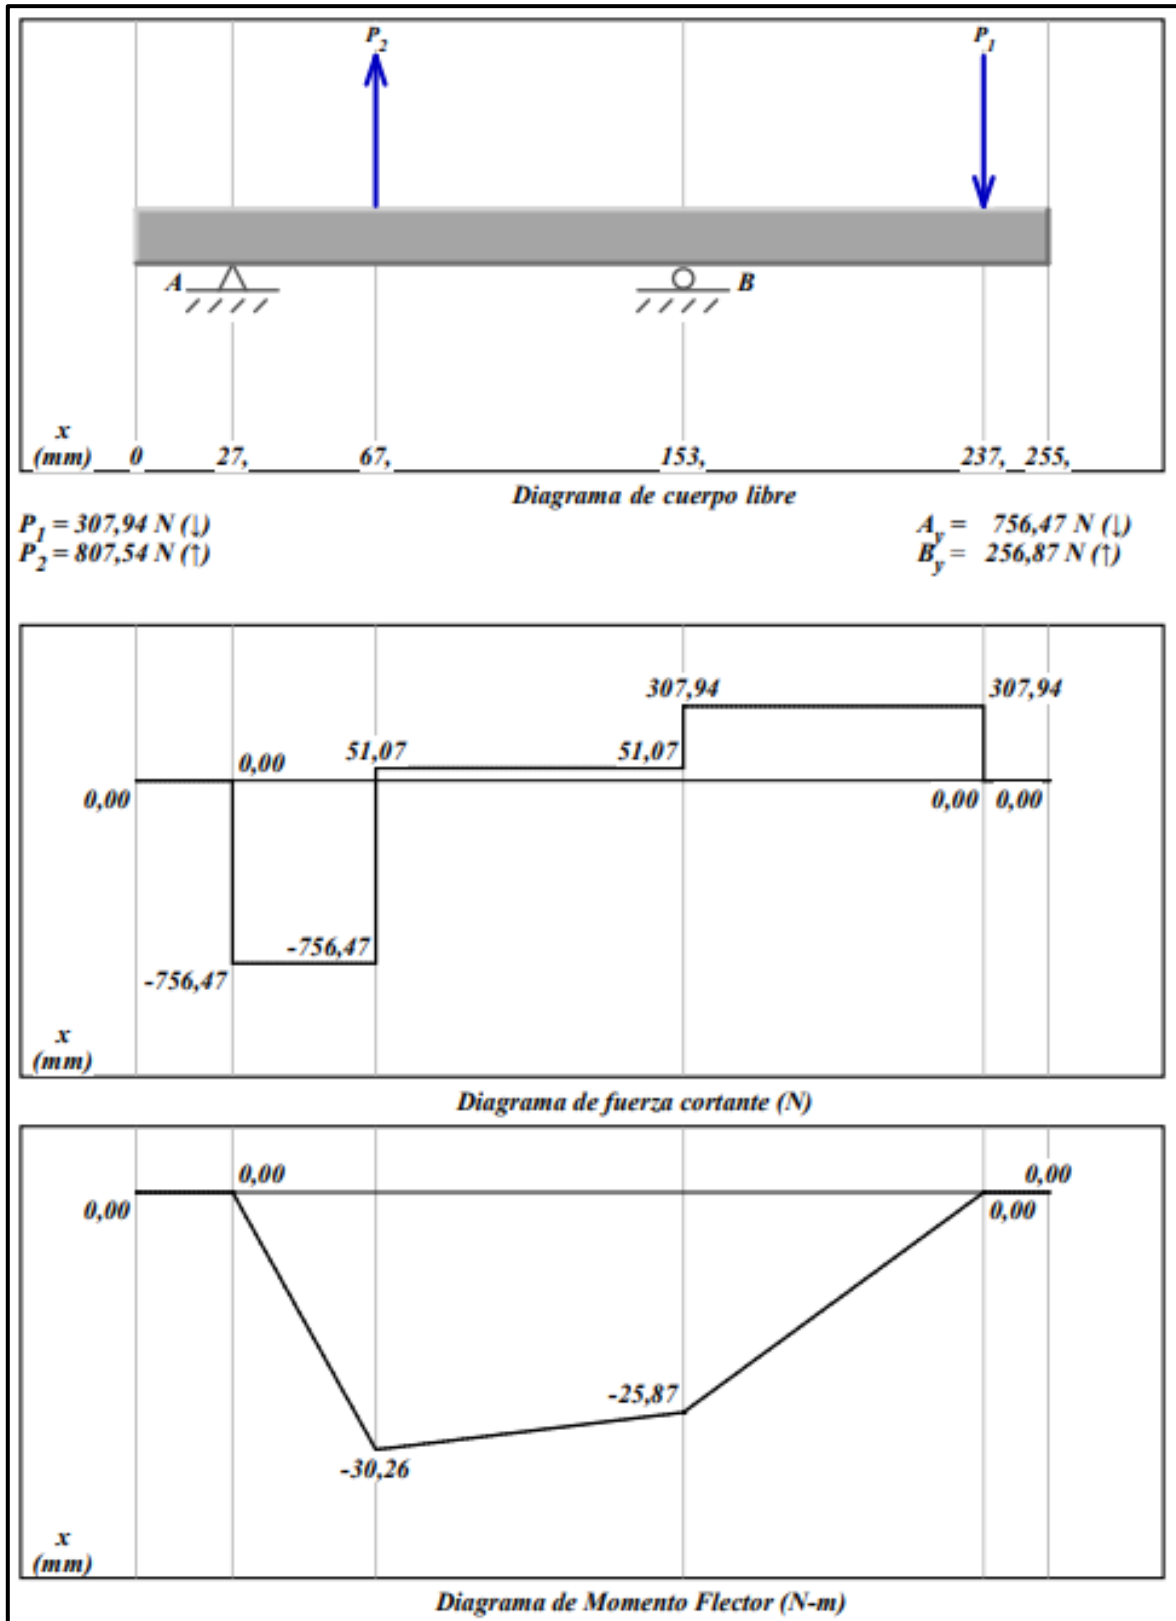 P2 P1
A B
x
(mm) 0 27, 67, 153, 237, 255,
Diagrama de cuerpo libre
P1 = 307,94 N (↓) Ay = 756,47 N (↓)
P2 = 807,54 N (↑) By = 256,87 N (↑)
307,94 307,94
0,00 51,07 51,07
0,00 0,00 0,00
-756,47 -756,47
x
(mm)
Diagrama de fuerza cortante (N)
0,00 0,00
0,00 0,00
-25,87
-30,26
x
(mm)
Diagrama de Momento Flector (N-m)